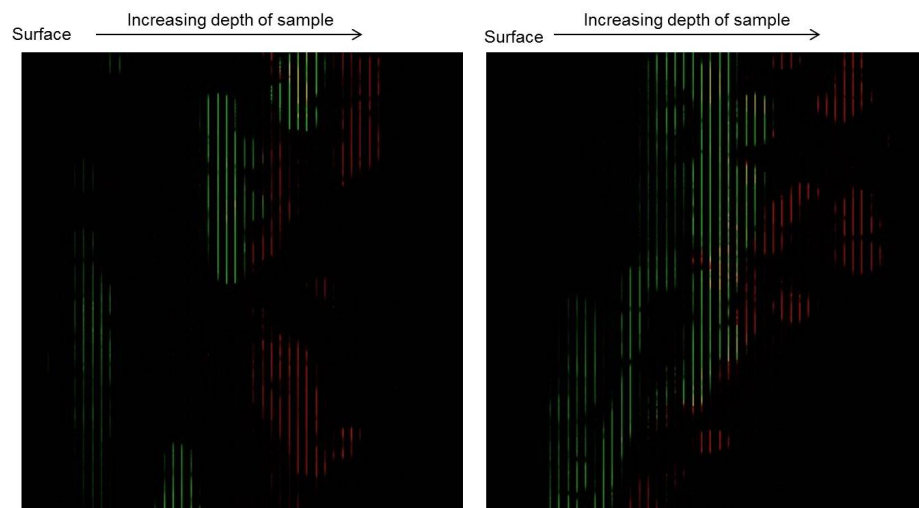 Increasing depth of sample
Surface
Increasing depth of sample
Surface